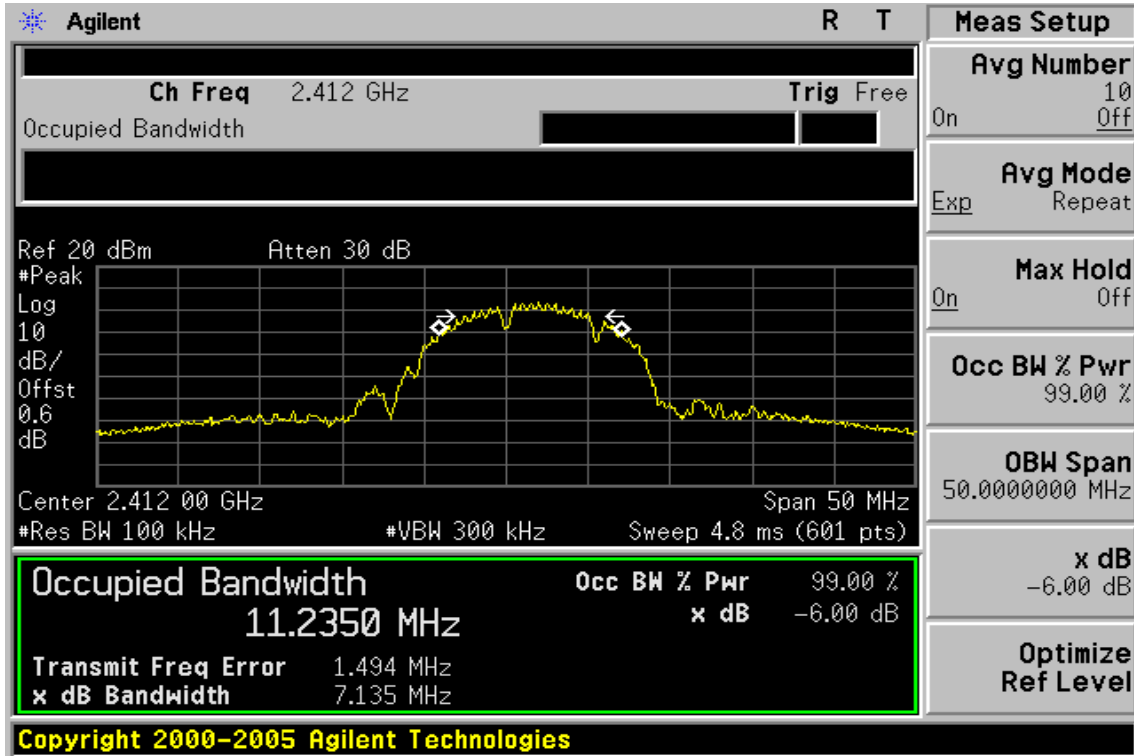 Agilent R T
Ch Freq 2.412 GHz Trig Free
Occupied Bandwidth
Ref 20 dBm Atten 30 dB
#Peak
Log
10
dB/
Offst
0.6
dB
Center 2.412 00 GHz Span 50 MHz
#Res BW 100 kHz #VBW 300 kHz Sweep 4.8 ms (601 pts)
Occupied Bandwidth Occ BW % Pwr 99.00 %
11.2350 MHz x dB -6.00 dB
Transmit Freq Error 1.494 MHz
x dB Bandwidth 7.135 MHz
Copyright 2000-2005 Agilent Technologies
Meas Setup
Avg Number
10
On Off
Avg Mode
Exp Repeat
Max Hold
On Off
Occ BW % Pwr
99.00 %
OBW Span
50.0000000 MHz
x dB
-6.00 dB
Optimize
Ref Level